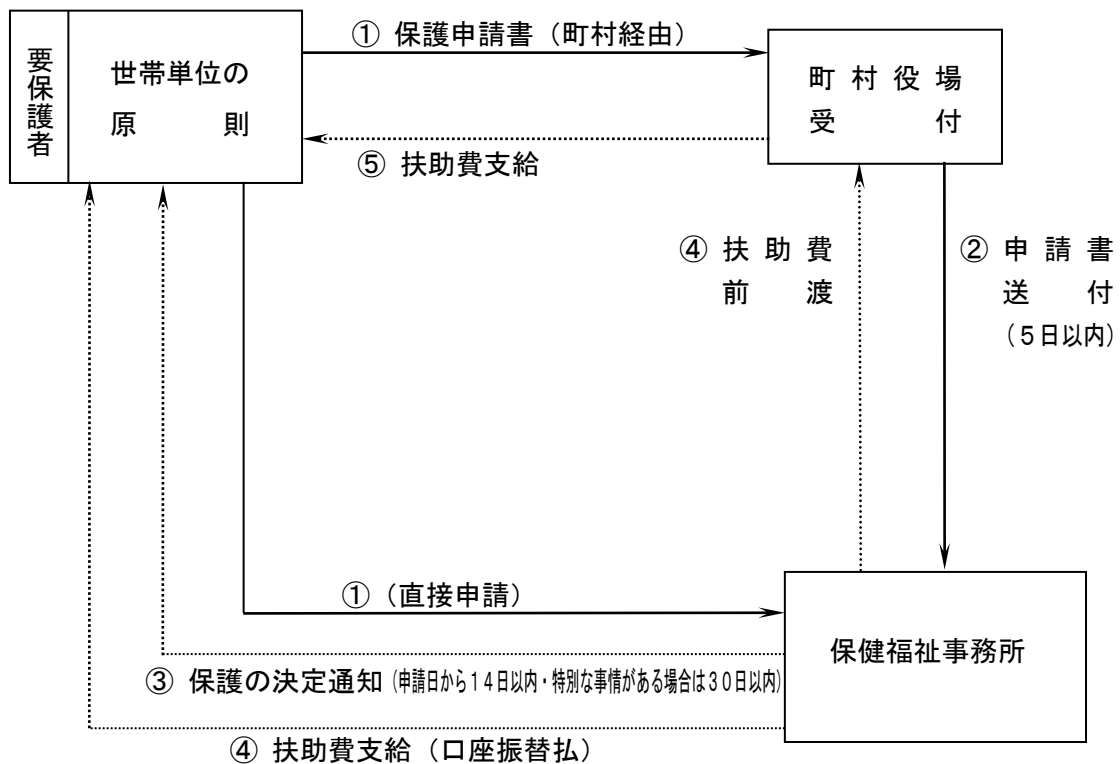 要保護者
世帯単位の
原則
① 保護申請書（町村経由）
町村役場
受付
⑤ 扶助費支給
④ 扶助費
前渡
② 申請書
送付
（５日以内）
①（直接申請）
保健福祉事務所
③ 保護の決定通知（申請日から１４日以内・特別な事情がある場合は３０日以内）
④ 扶助費支給（口座振替払）